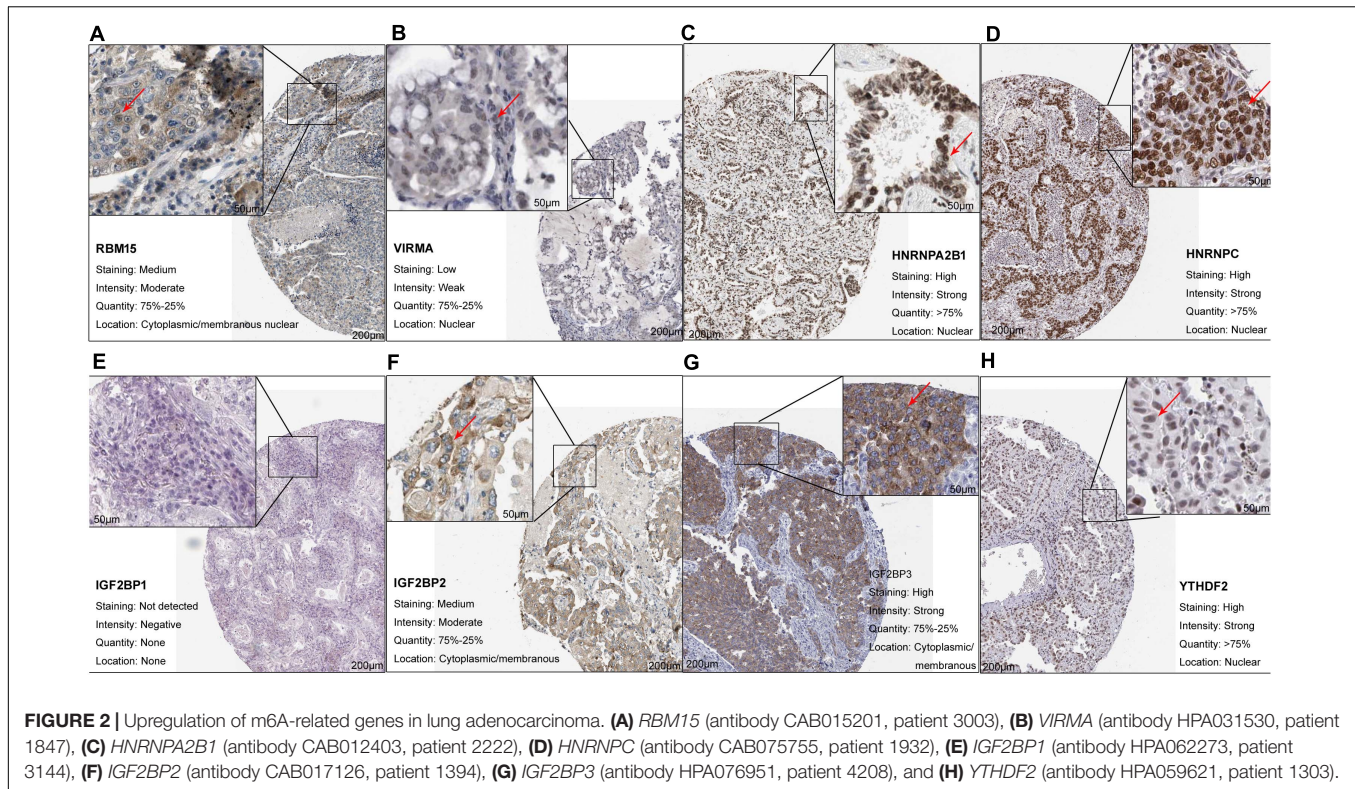 A
50µm
RBM15
Staining: Medium
Intensity: Moderate
Quantity: 75%-25%
Location: Cytoplasmic/membranous nuclear
200µm
B
50µm
VIRMA
Staining: Low
Intensity: Weak
Quantity: 75%-25%
Location: Nuclear
200µm
C
50µm
HNRNPA2B1
Staining: High
Intensity: Strong
Quantity: >75%
Location: Nuclear
200µm
D
50µm
HNRNPC
Staining: High
Intensity: Strong
Quantity: >75%
Location: Nuclear
200µm
E
50µm
IGF2BP1
Staining: Not detected
Intensity: Negative
Quantity: None
Location: None
200µm
F
50µm
IGF2BP2
Staining: Medium
Intensity: Moderate
Quantity: 75%-25%
Location: Cytoplasmic/membranous
200µm
G
50µm
IGF2BP3
Staining: High
Intensity: Strong
Quantity: 75%-25%
Location: Cytoplasmic/
membranous
200µm
H
50µm
YTHDF2
Staining: High
Intensity: Strong
Quantity: >75%
Location: Nuclear
200µm
FIGURE 2 | Upregulation of m6A-related genes in lung adenocarcinoma. (A) RBM15 (antibody CAB015201, patient 3003), (B) VIRMA (antibody HPA031530, patient
1847), (C) HNRNPA2B1 (antibody CAB012403, patient 2222), (D) HNRNPC (antibody CAB075755, patient 1932), (E) IGF2BP1 (antibody HPA062273, patient
3144), (F) IGF2BP2 (antibody CAB017126, patient 1394), (G) IGF2BP3 (antibody HPA076951, patient 4208), and (H) YTHDF2 (antibody HPA059621, patient 1303).